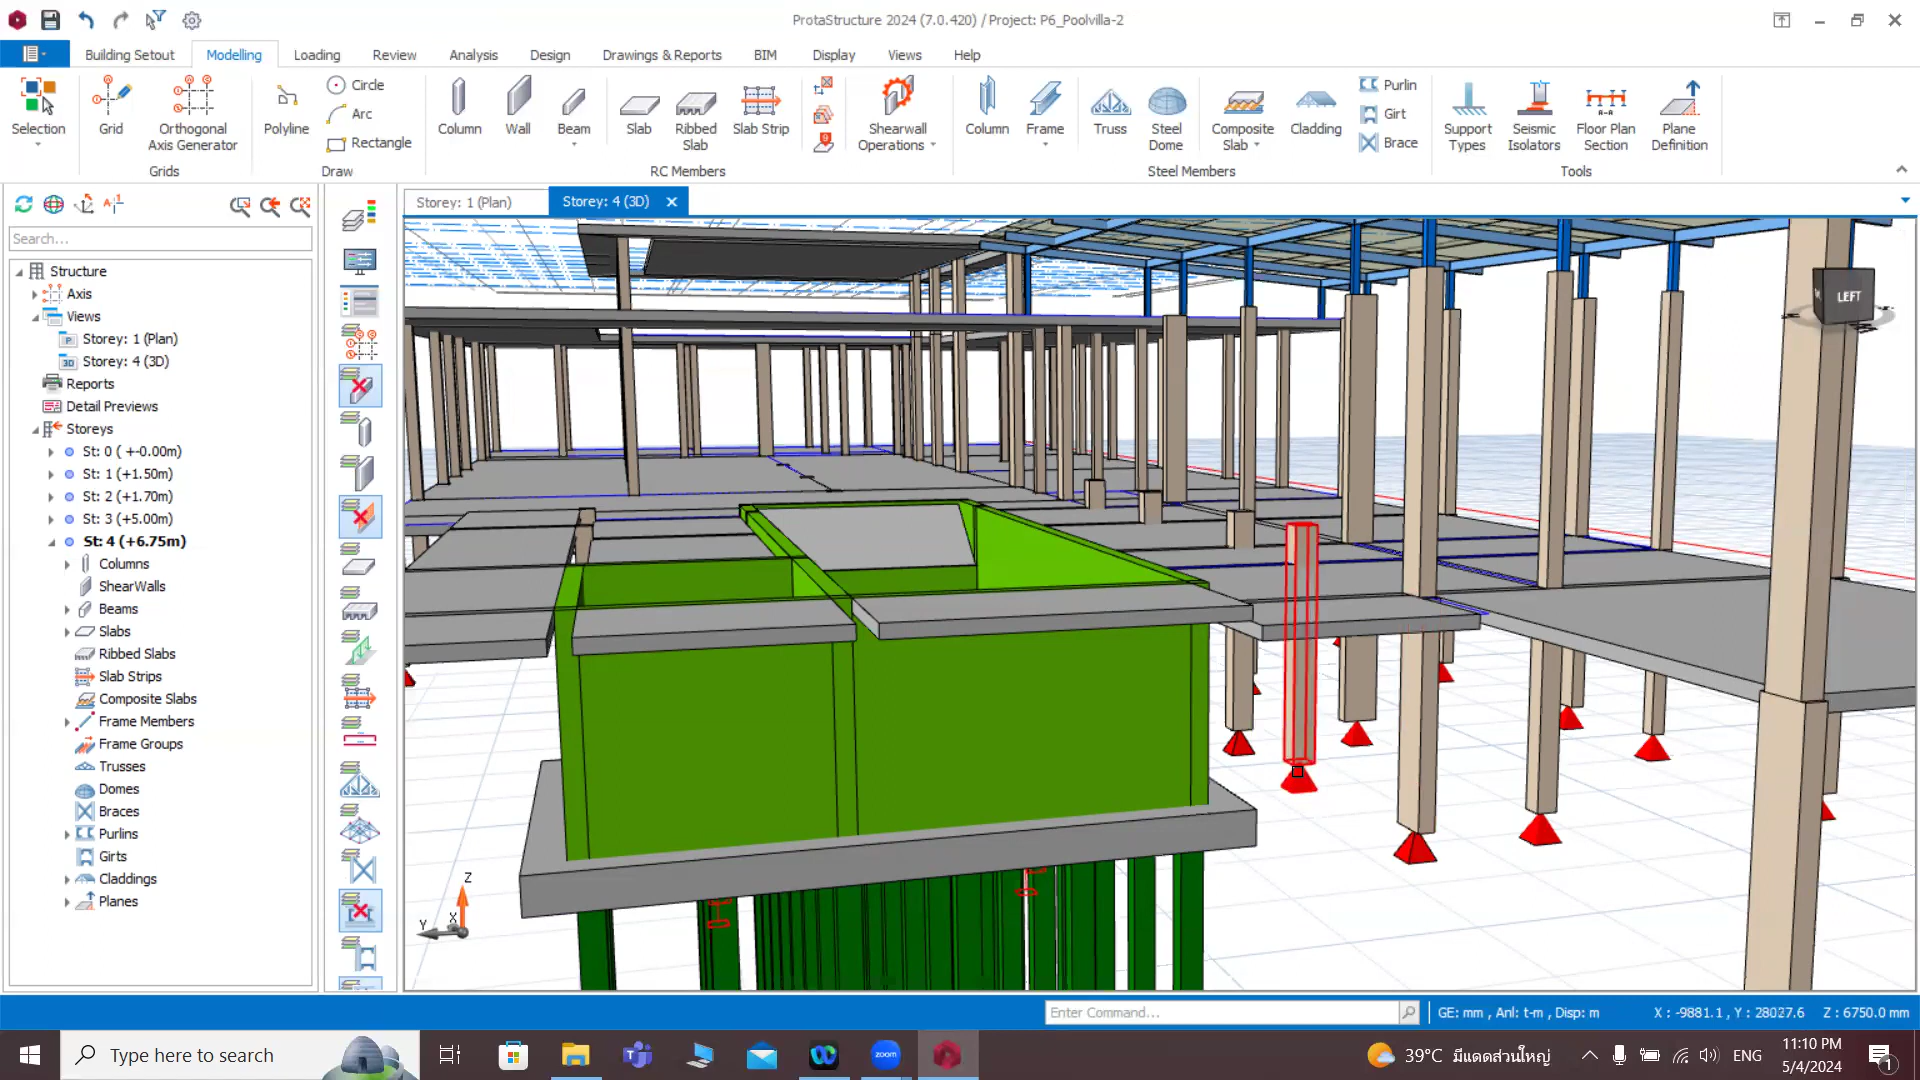 ProtaStructure 2024 (7.0.420) / Project: P6_Poolvilla-2
Building Setout
Modelling
Loading
Review
Analysis
Design
Drawings & Reports
BIM
Display
Views
Help
Selection
Grid
Orthogonal
Axis Generator
Grids
Polyline
Circle
Arc
Rectangle
Draw
Column
Wall
Beam
Slab
Ribbed
Slab
Slab Strip
Shearwall
Operations
RC Members
Column
Frame
Truss
Steel
Dome
Composite
Slab
Cladding
Purlin
Girt
Brace
Steel Members
Support
Types
Seismic
Isolators
Floor Plan
Section
Plane
Definition
Tools
Search...
Structure
Axis
Views
Storey: 1 (Plan)
Storey: 4 (3D)
Reports
Detail Previews
Storeys
St: 0 ( +-0.00m)
St: 1 (+1.50m)
St: 2 (+1.70m)
St: 3 (+5.00m)
St: 4 (+6.75m)
Columns
ShearWalls
Beams
Slabs
Ribbed Slabs
Slab Strips
Composite Slabs
Frame Members
Frame Groups
Trusses
Domes
Braces
Purlins
Girts
Claddings
Planes
Storey: 1 (Plan)
Storey: 4 (3D)
LEFT
Z
Y
X
Enter Command...
GE: mm , Anl: t-m , Disp: m
X : -9881.1 , Y : 28027.6
Z : 6750.0 mm
Type here to search
zoom
39°C มีแดดส่วนใหญ่
ENG
11:10 PM
5/4/2024
1